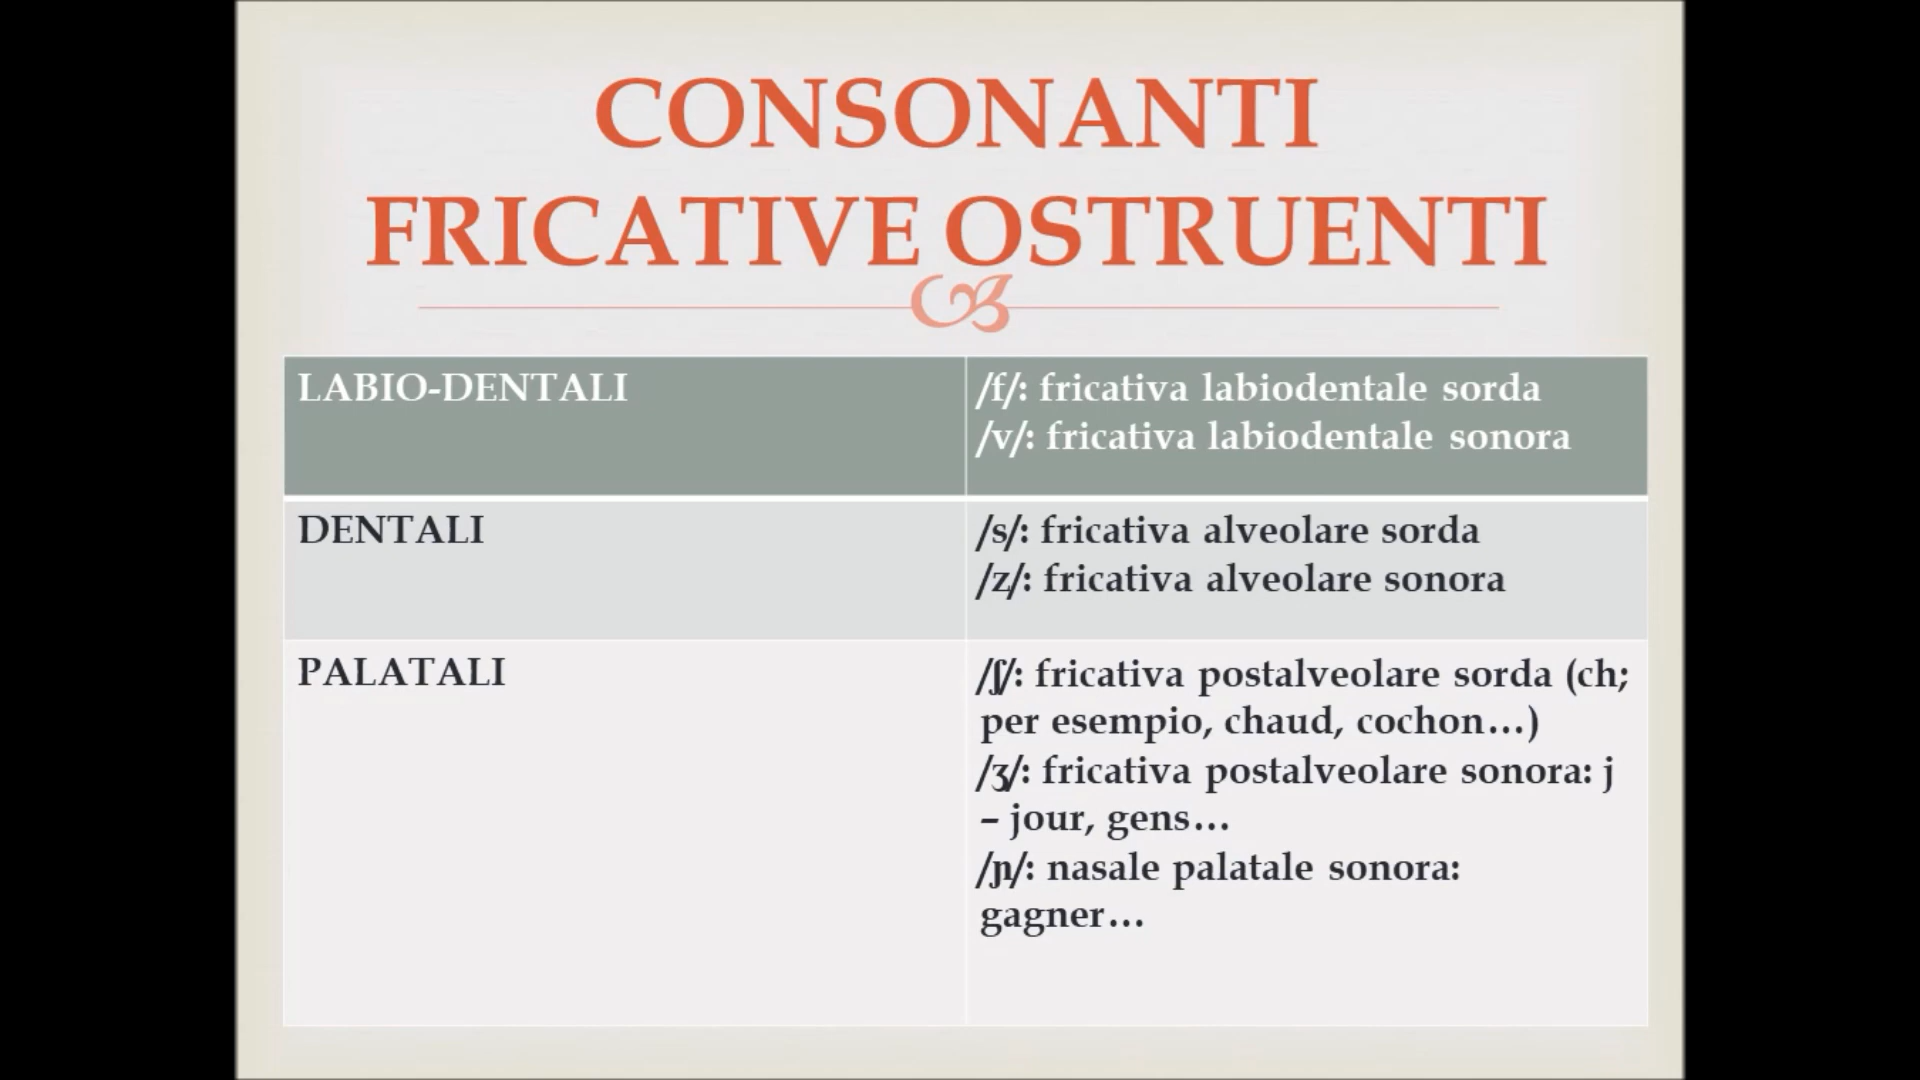 CONSONANTI
FRICATIVE OSTRUENTI
LABIO-DENTALI
/f/: fricativa labiodentale sorda
/v/: fricativa labiodentale sonora
DENTALI
/s/: fricativa alveolare sorda
/z/: fricativa alveolare sonora
PALATALI
/ʃ/: fricativa postalveolare sorda (ch;
per esempio, chaud, cochon…)
/ʒ/: fricativa postalveolare sonora: j
– jour, gens…
/ɲ/: nasale palatale sonora:
gagner…